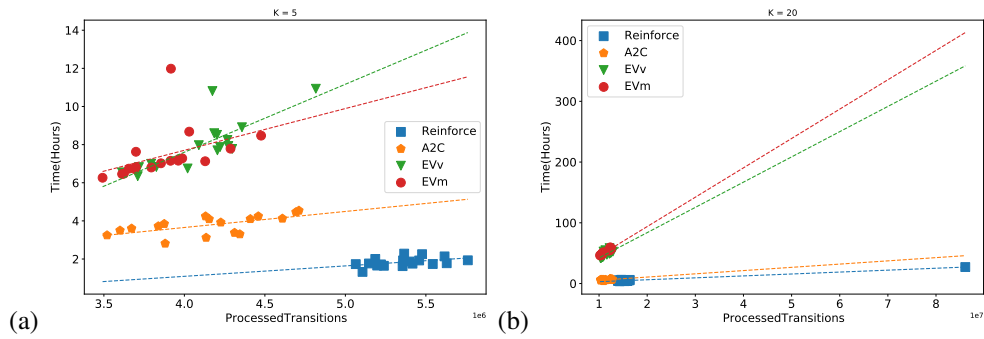 K = 5
14
12
10
8
6
4
2
Time(Hours)
Reinforce
A2C
EVv
EVm
3.5
4.0
4.5
5.0
5.5
1e6
ProcessedTransitions
(a)
K = 20
400
300
200
100
0
Time(Hours)
Reinforce
A2C
EVv
EVm
1
2
3
4
5
6
7
8
1e7
ProcessedTransitions
(b)